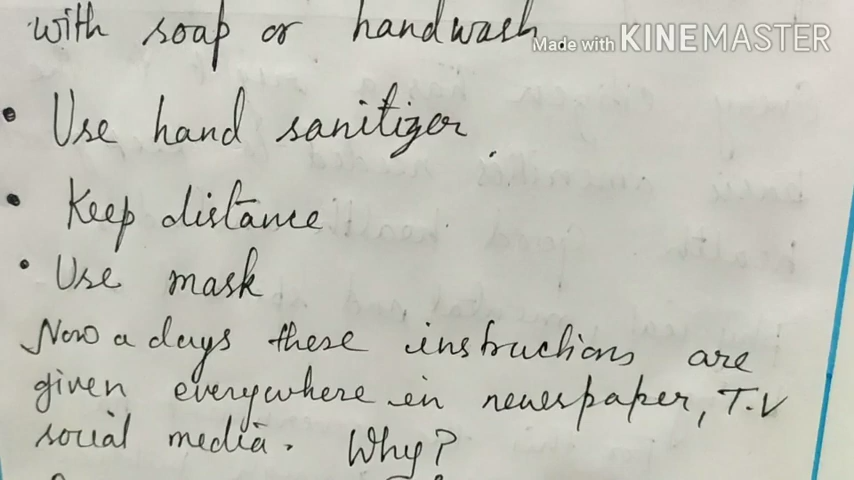 with soap or handwash.
Made with KINEMASTER
• Use hand sanitizer.
• Keep distance
• Use mask
Now a days these instructions are
given everywhere in newspaper, T.V
social media. Why?